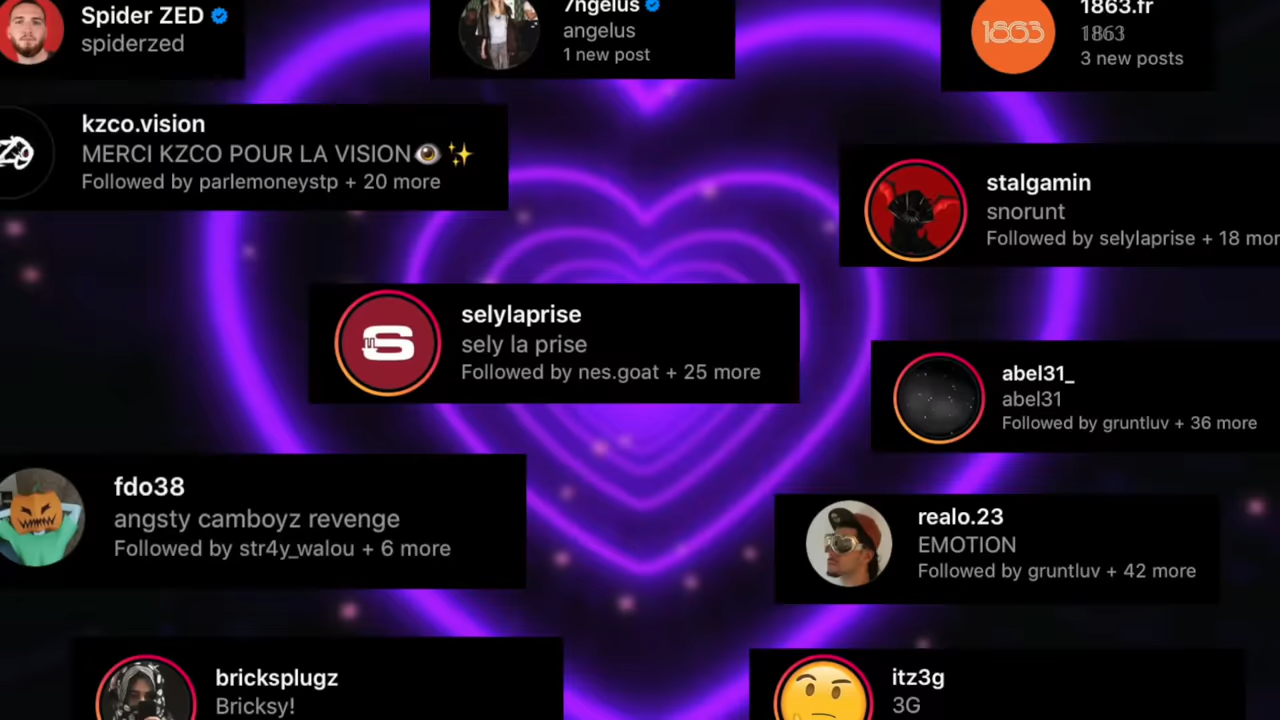 Spider ZED
spiderzed
7ngelus
angelus
1 new post
1863.fr
1863
3 new posts
1863
kzco.vision
MERCI KZCO POUR LA VISION👁️✨
Followed by parlemoneystp + 20 more
stalgamin
snorunt
Followed by selylaprise + 18 mor
selylaprise
sely la prise
Followed by nes.goat + 25 more
S
abel31_
abel31
Followed by gruntluv + 36 more
fdo38
angsty camboyz revenge
Followed by str4y_walou + 6 more
realo.23
EMOTION
Followed by gruntluv + 42 more
bricksplugz
Bricksy!
itz3g
3G